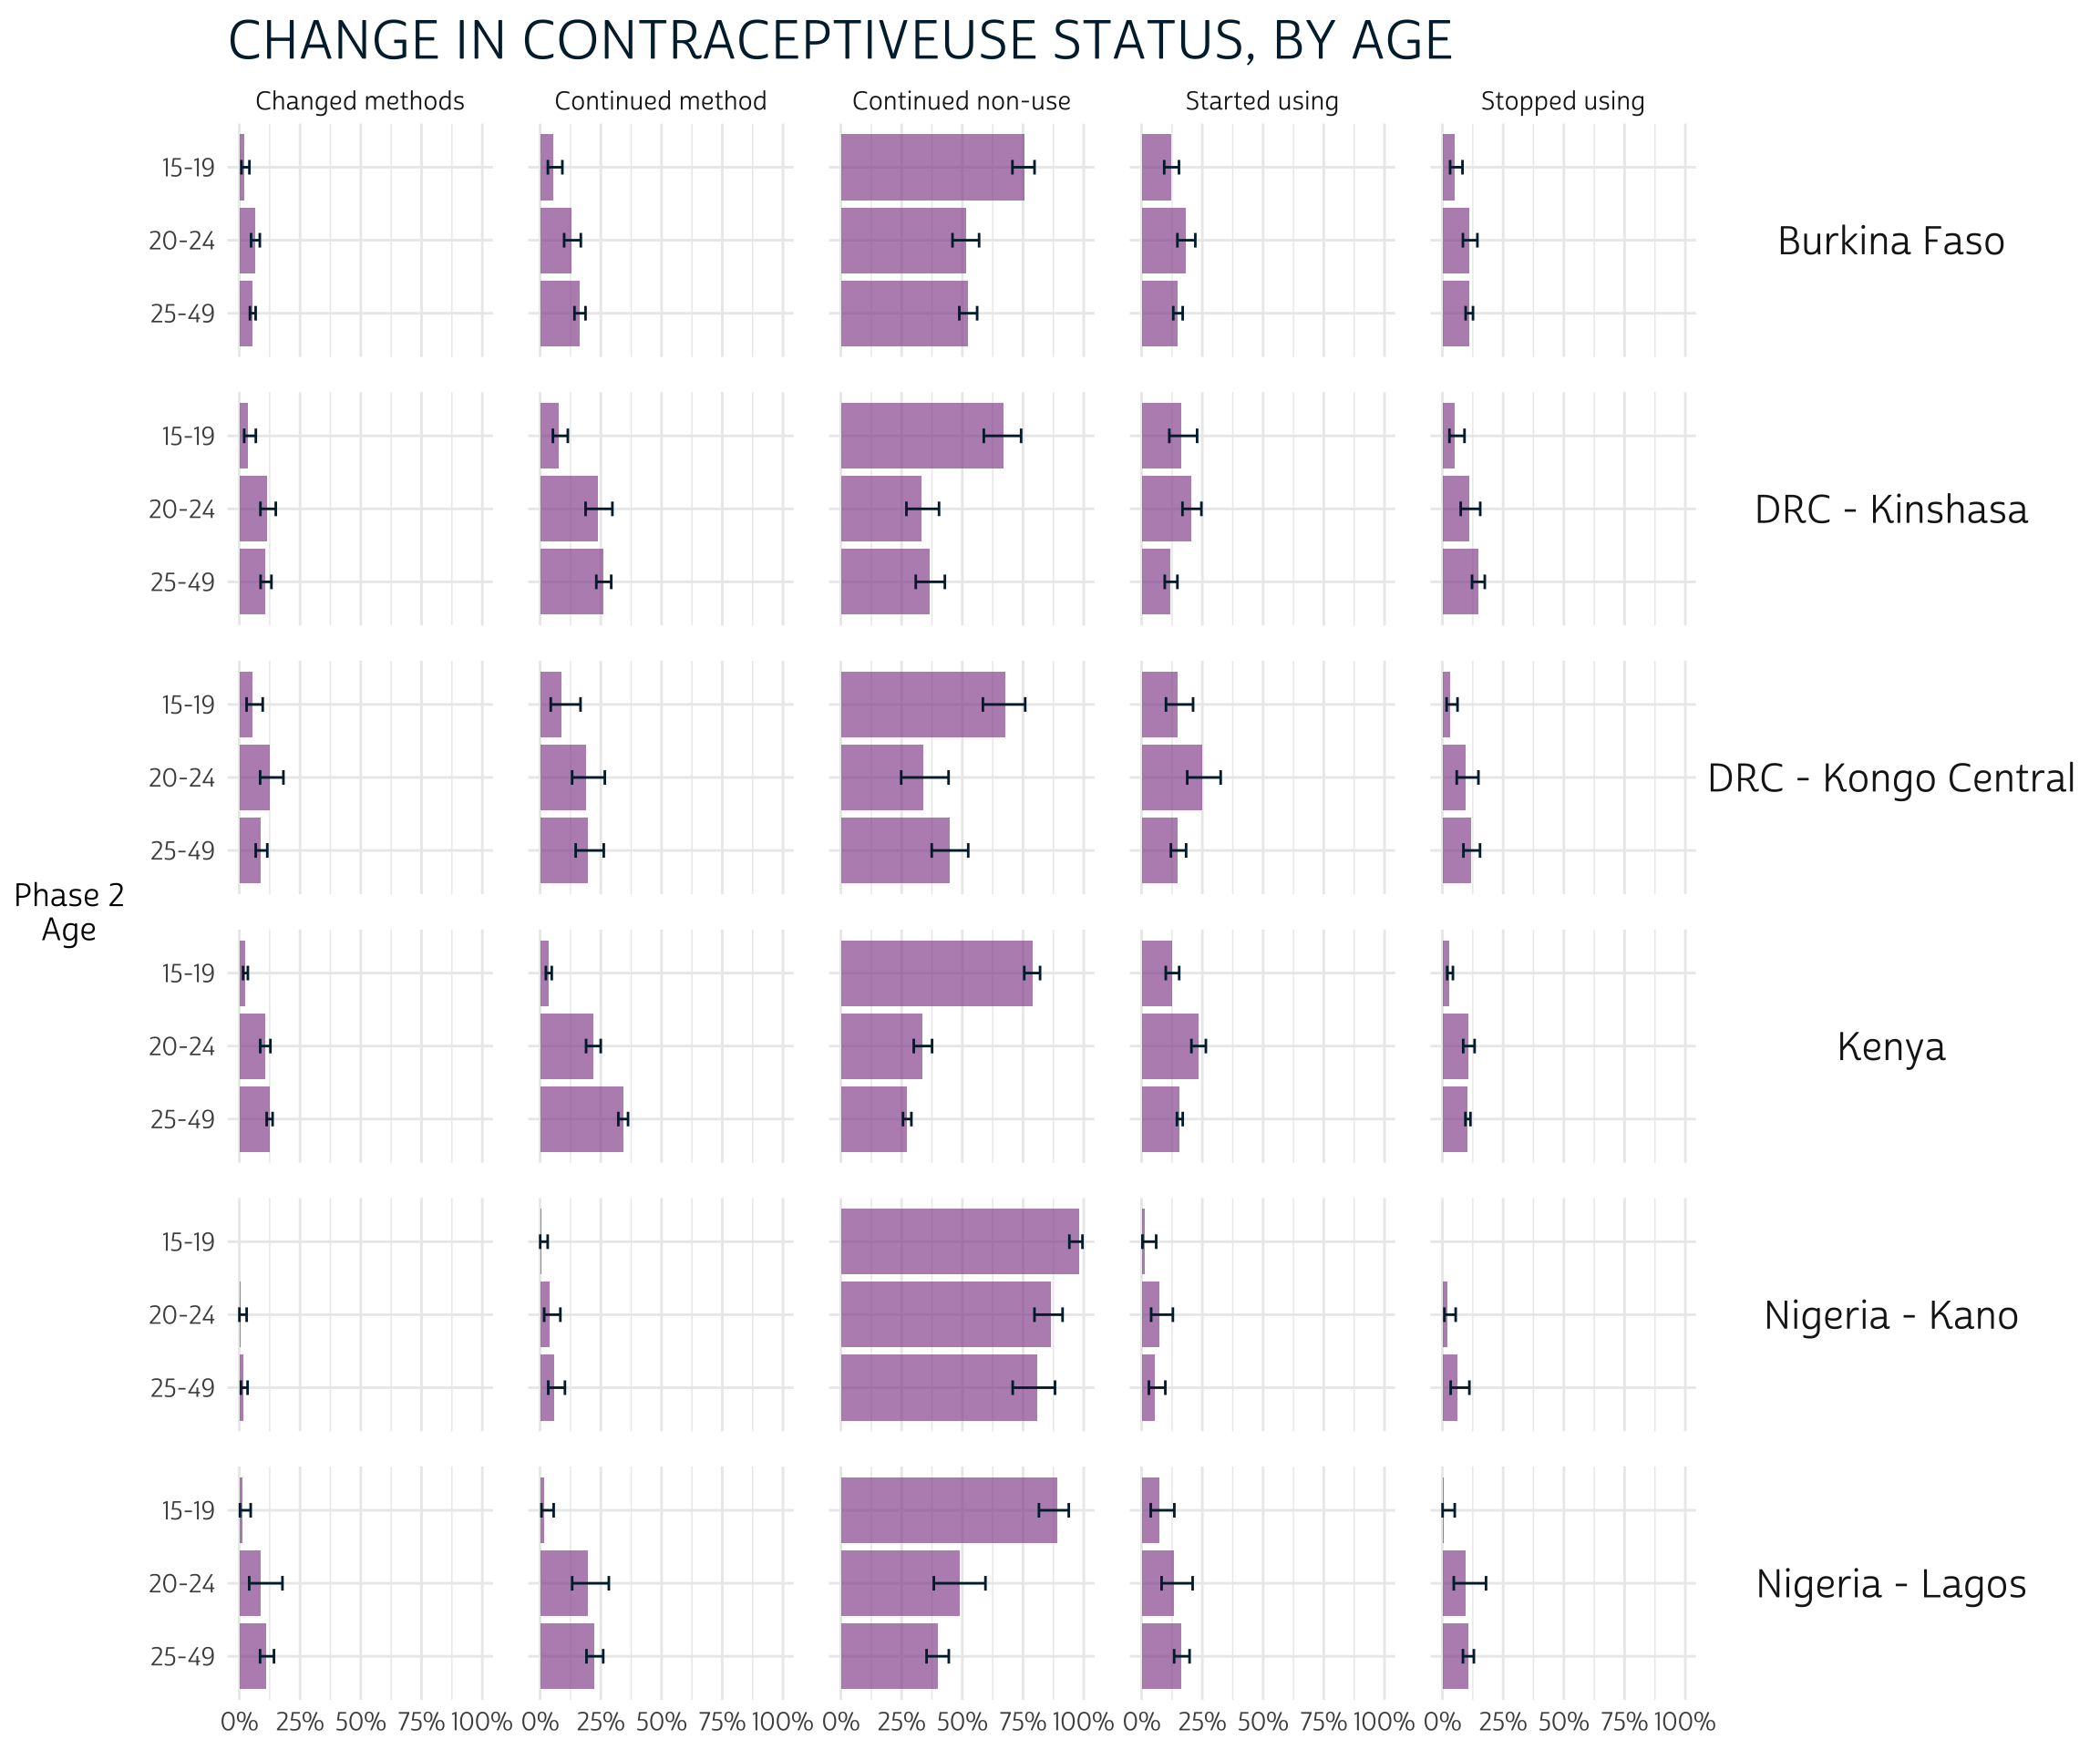 CHANGE IN CONTRACEPTIVEUSE STATUS, BY AGE
Changed methods Continued method Continued non-use Started using Stopped using
15-19
20-24 Burkina Faso
25-49
15-19
20-24 DRC - Kinshasa
25-49
15-19
20-24 DRC - Kongo Central
25-49
Phase 2
Age
15-19
20-24 Kenya
25-49
15-19
20-24 Nigeria - Kano
25-49
15-19
20-24 Nigeria - Lagos
25-49
0% 25% 50% 75% 100% 0% 25% 50% 75% 100% 0% 25% 50% 75% 100% 0% 25% 50% 75% 100% 0% 25% 50% 75% 100%